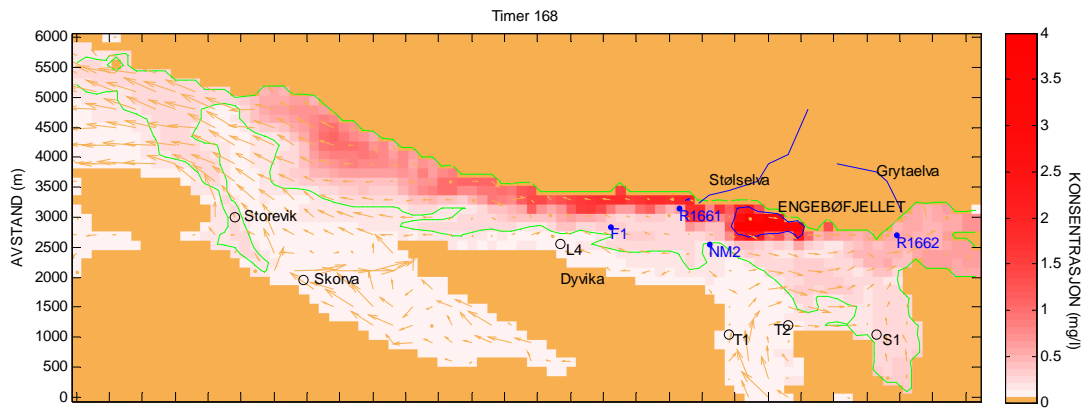 Timer 168
AVSTAND (m)
6000
5500
5000
4500
4000
3500
3000
2500
2000
1500
1000
500
0
Stølselva
Grytaelva
ENGEBØFJELLET
R1661
Storevik
F1
R1662
L4
NM2
Skorva
Dyvika
T2
T1
S1
4
3.5
3
2.5
2
1.5
1
0.5
0
KONSENTRASJON (mg/l)